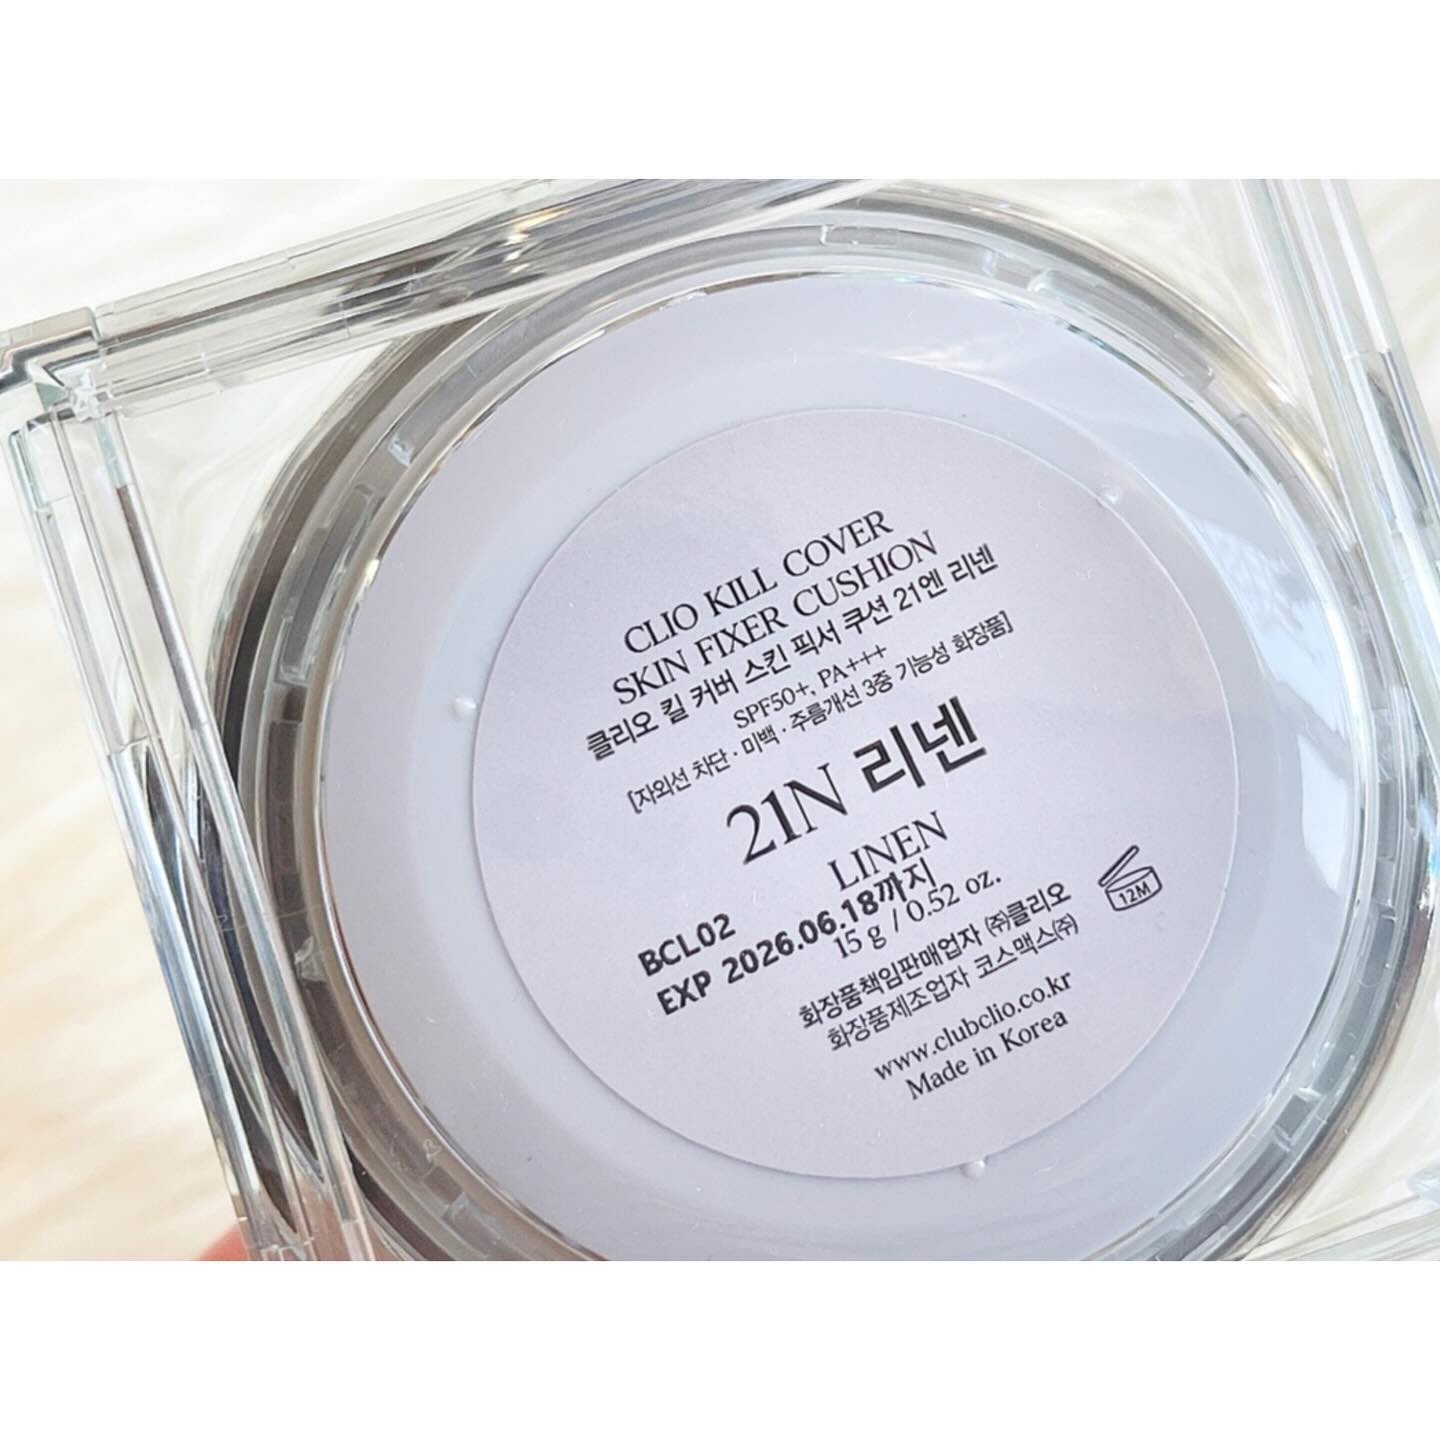 CLIO KILL COVER
SKIN FIXER CUSHION
클리오 킬 커버 스킨 픽서 쿠션 21엔 리넨
SPF50+, PA+++
[자외선 차단 · 미백 · 주름개선 3중 기능성 화장품]
21N 리넨
LINEN
BCL02
EXP 2026.06.18까지
15 g / 0.52 oz.
화장품책임판매업자 ㈜클리오
화장품제조업자 코스맥스㈜
www.clubclio.co.kr
Made in Korea
12M